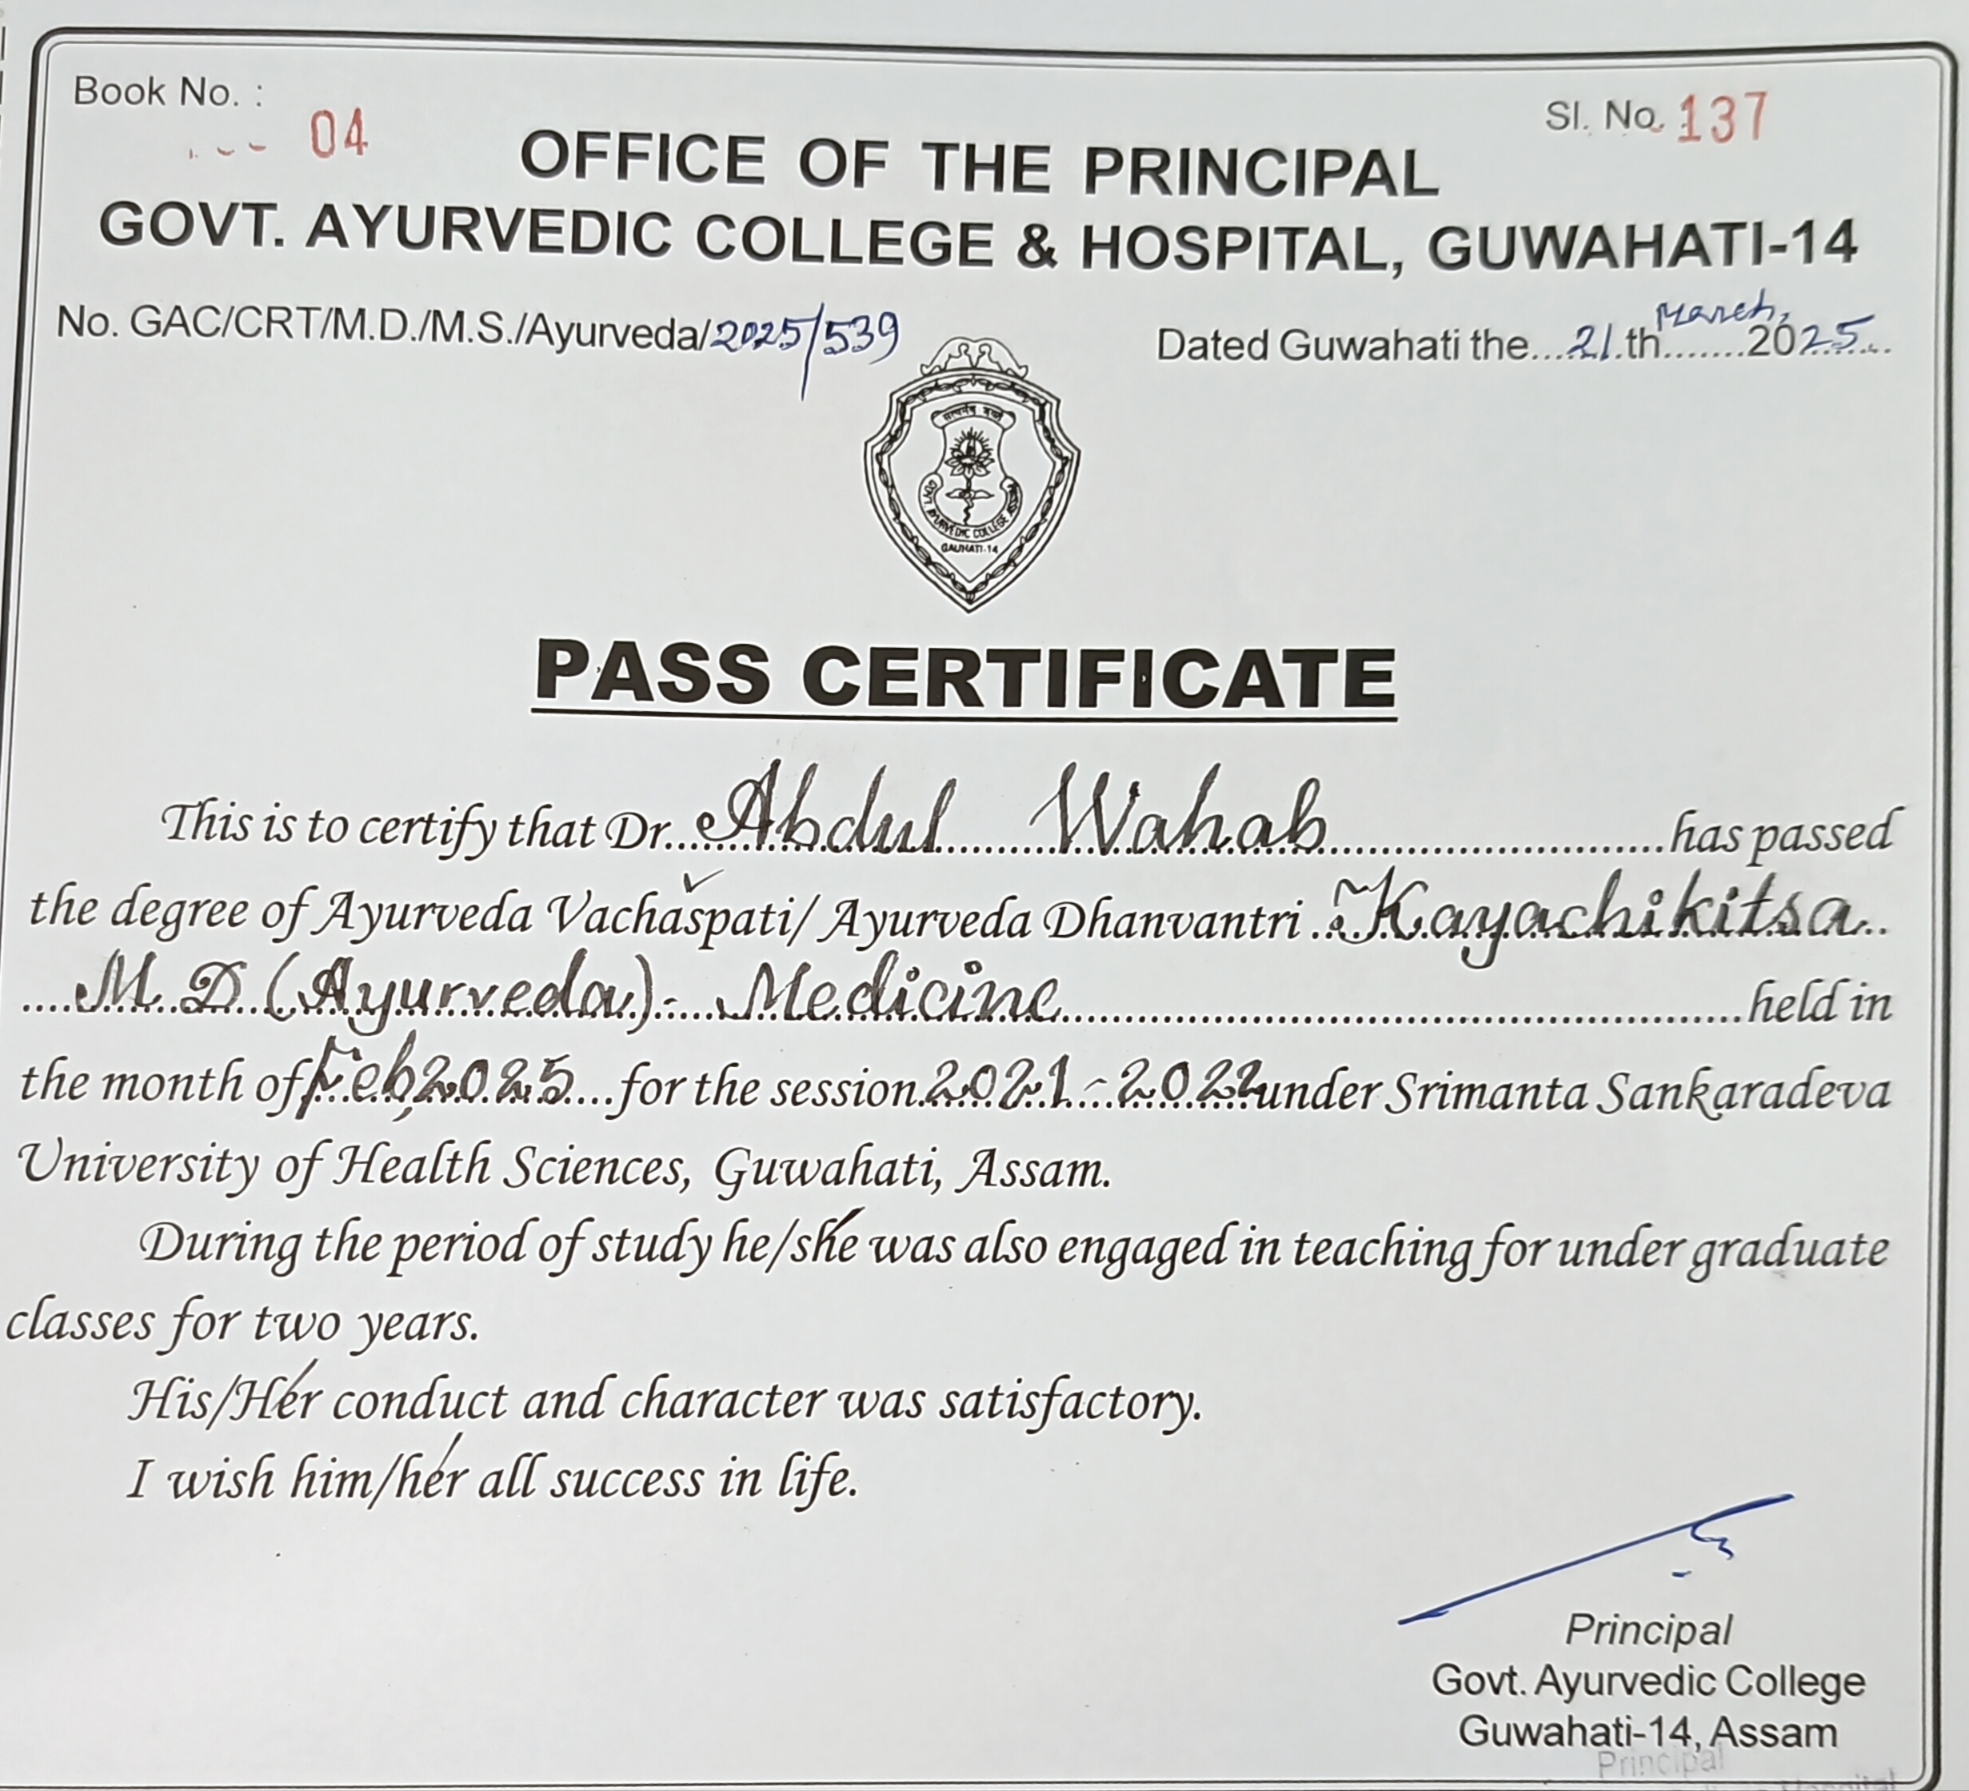 Book No. :
04
Sl. No. 137
OFFICE OF THE PRINCIPAL
GOVT. AYURVEDIC COLLEGE & HOSPITAL, GUWAHATI-14
No. GAC/CRT/M.D./M.S./Ayurveda/2025/539
Dated Guwahati the....21.th March, 2025......
GOVT. AYURVEDIC COLLEGE ASSAM
GAUHATI-14
PASS CERTIFICATE
This is to certify that Dr. Abdul Wahab has passed
the degree of Ayurveda Vachaspati/ Ayurveda Dhanvantri Kayachikitsa
M.D (Ayurveda)- Medicine held in
the month of Feb, 2025 for the session 2021-2022 under Srimanta Sankaradeva
University of Health Sciences, Guwahati, Assam.
During the period of study he/she was also engaged in teaching for under graduate
classes for two years.
His/Her conduct and character was satisfactory.
I wish him/her all success in life.
Principal
Govt. Ayurvedic College
Guwahati-14, Assam
Principal